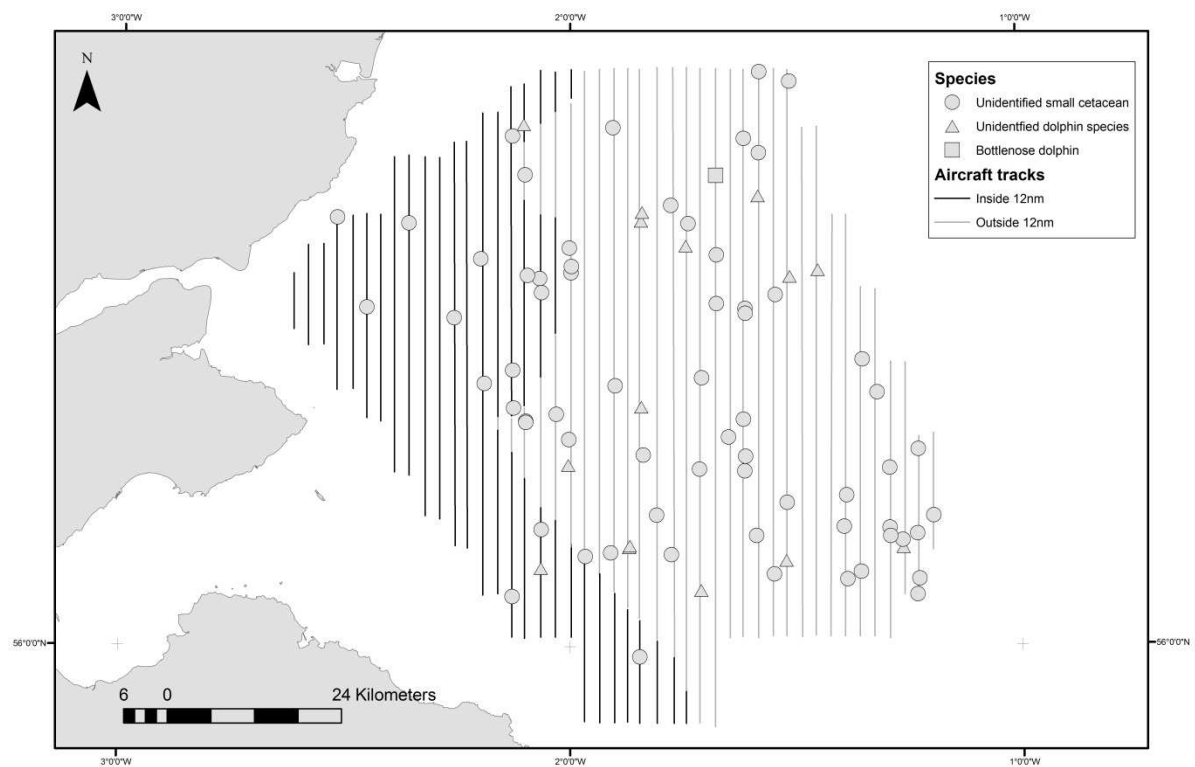 3°0'0"W 2°0'0"W 1°0'0"W
N
Species
Unidentified small cetacean
Unidentfied dolphin species
Bottlenose dolphin
Aircraft tracks
Inside 12nm
Outside 12nm
56°0'0"N 56°0'0"N
6 0 24 Kilometers
3°0'0"W 2°0'0"W 1°0'0"W